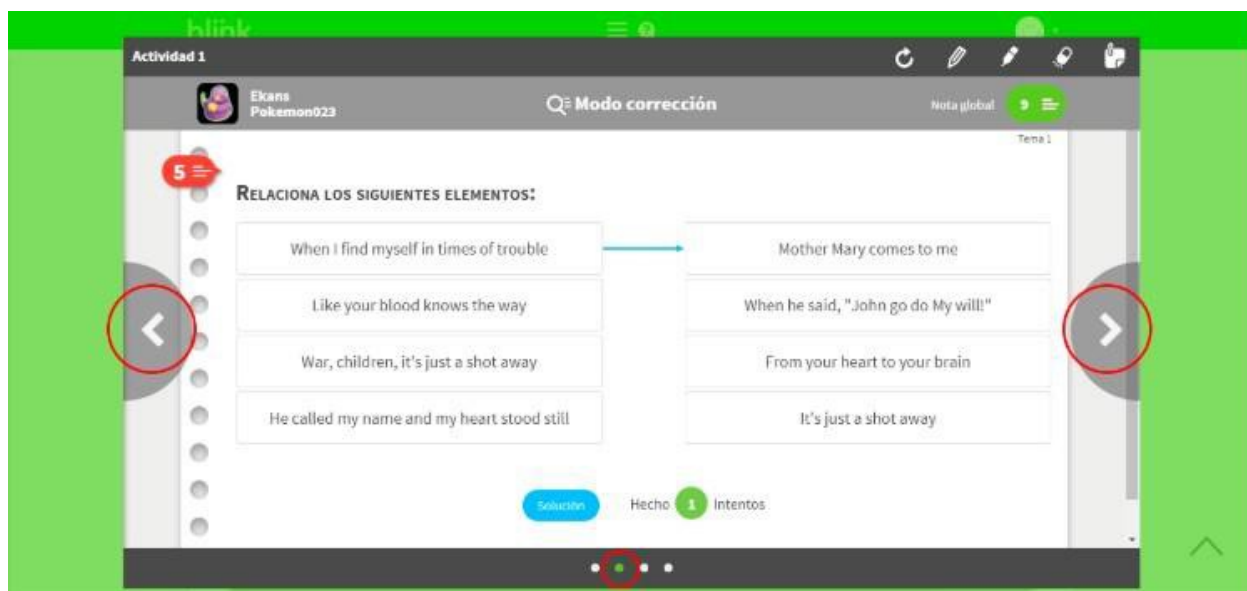 blink
Actividad 1
Ekans
Pokemon023
Modo corrección
Nota global
9
Tema 1
5
RELACIONA LOS SIGUIENTES ELEMENTOS:
When I find myself in times of trouble
Mother Mary comes to me
Like your blood knows the way
When he said, "John go do My will!"
War, children, it's just a shot away
From your heart to your brain
He called my name and my heart stood still
It's just a shot away
Solución
Hecho 1 Intentos